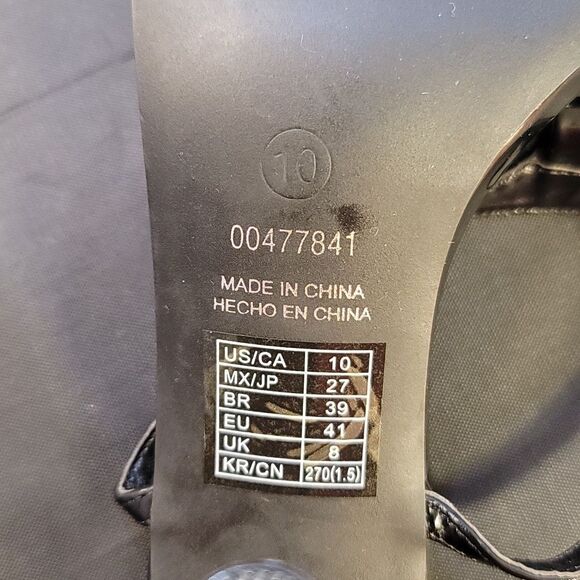 10
00477841
MADE IN CHINA
HECHO EN CHINA
US/CA 10
MX/JP 27
BR 39
EU 41
UK 8
KR/CN 270(1.5)